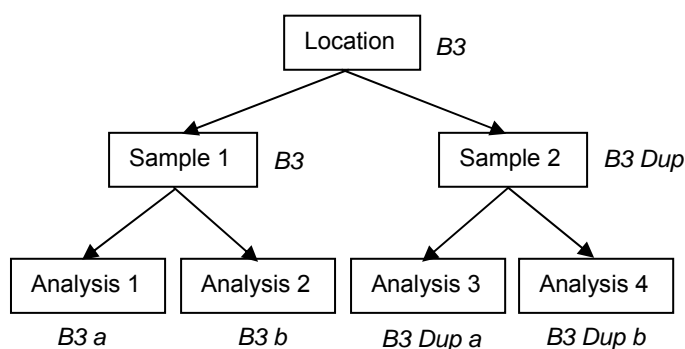 Location
B3
Sample 1
B3
Sample 2
B3 Dup
Analysis 1
Analysis 2
Analysis 3
Analysis 4
B3 a
B3 b
B3 Dup a
B3 Dup b